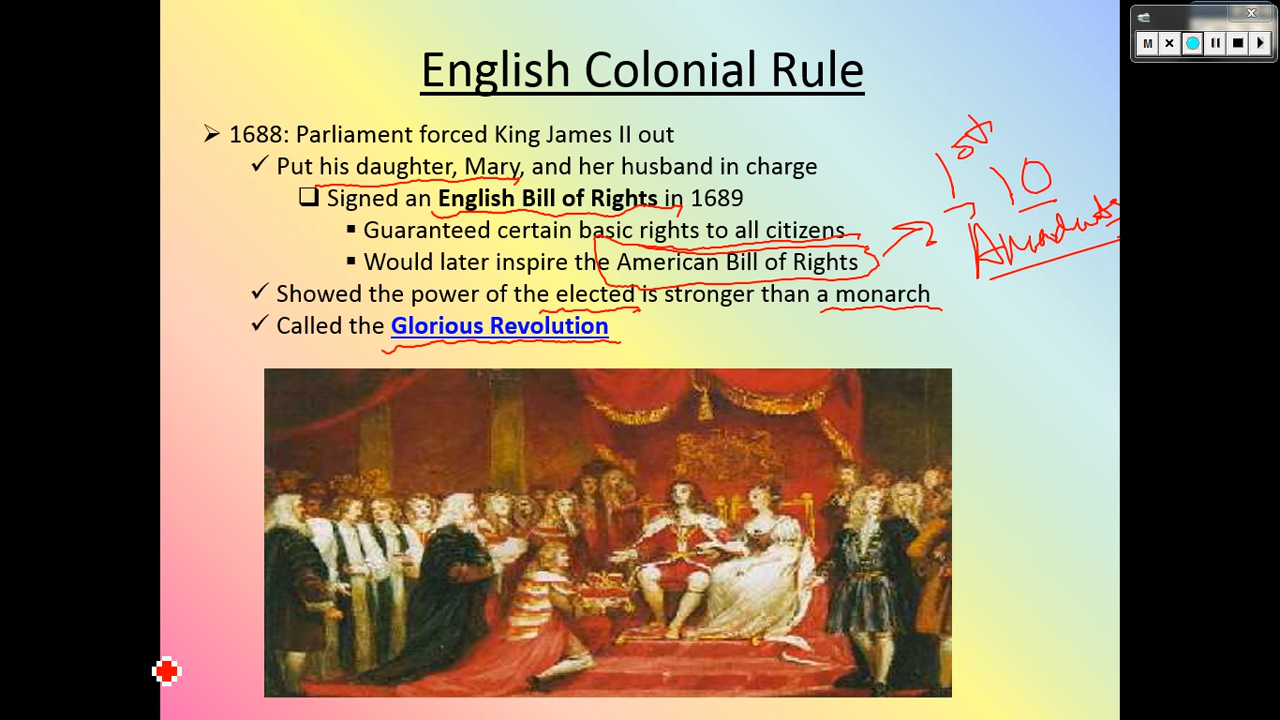 English Colonial Rule
➢ 1688: Parliament forced King James II out
✓ Put his daughter, Mary, and her husband in charge
❑ Signed an English Bill of Rights in 1689
▪ Guaranteed certain basic rights to all citizens
▪ Would later inspire the American Bill of Rights
✓ Showed the power of the elected is stronger than a monarch
✓ Called the Glorious Revolution
1st 10
M